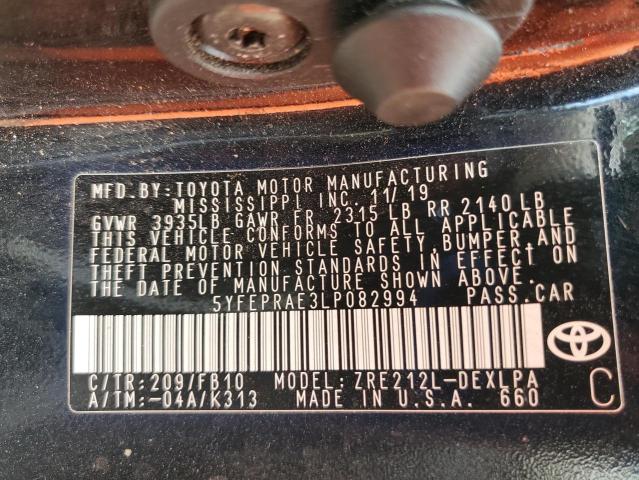 MFD.BY:TOYOTA MOTOR MANUFACTURING
MISSISSIPPI INC. 11/19
GVWR 3935LB GAWR FR 2315 LB RR 2140 LB
THIS VEHICLE CONFORMS TO ALL APPLICABLE
FEDERAL MOTOR VEHICLE SAFETY, BUMPER, AND
THEFT PREVENTION STANDARDS IN EFFECT ON
THE DATE OF MANUFACTURE SHOWN ABOVE.
5YFEPRAE3LP082994 PASS.CAR
C/TR:209/FB10 MODEL: ZRE212L-DEXLPA
A/TM:-04A/K313 MADE IN U.S.A. 660
C